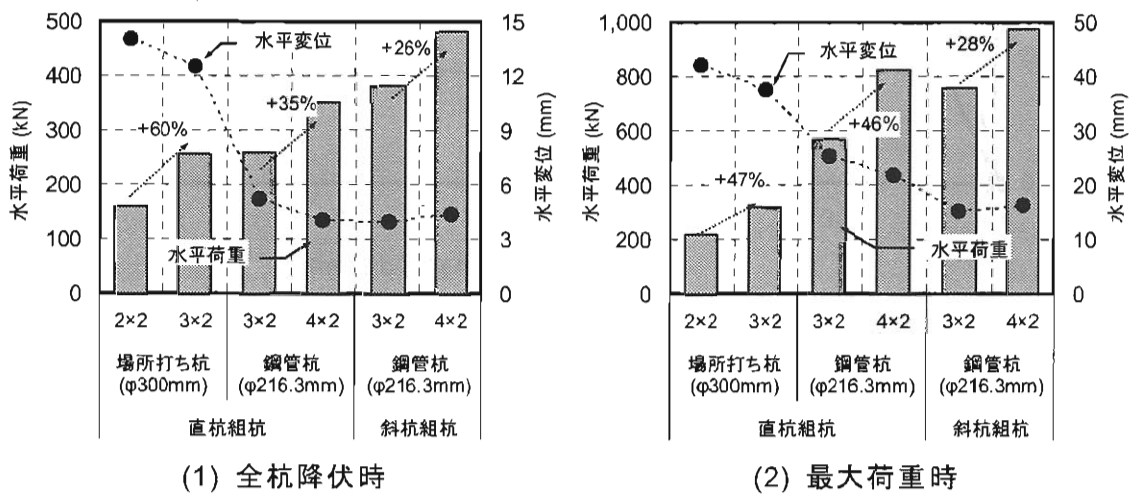 500
400
300
200
100
0
水平荷重 (kN)
15
12
9
6
3
0
水平変位 (mm)
水平変位
+60%
+35%
+26%
水平荷重
2×2 3×2 3×2 4×2 3×2 4×2
場所打ち杭 鋼管杭 鋼管杭
(φ300mm) (φ216.3mm) (φ216.3mm)
直杭組杭 斜杭組杭
(1) 全杭降伏時
1,000
800
600
400
200
0
水平荷重 (kN)
50
40
30
20
10
0
水平変位 (mm)
水平変位
+47%
+46%
+28%
水平荷重
2×2 3×2 3×2 4×2 3×2 4×2
場所打ち杭 鋼管杭 鋼管杭
(φ300mm) (φ216.3mm) (φ216.3mm)
直杭組杭 斜杭組杭
(2) 最大荷重時